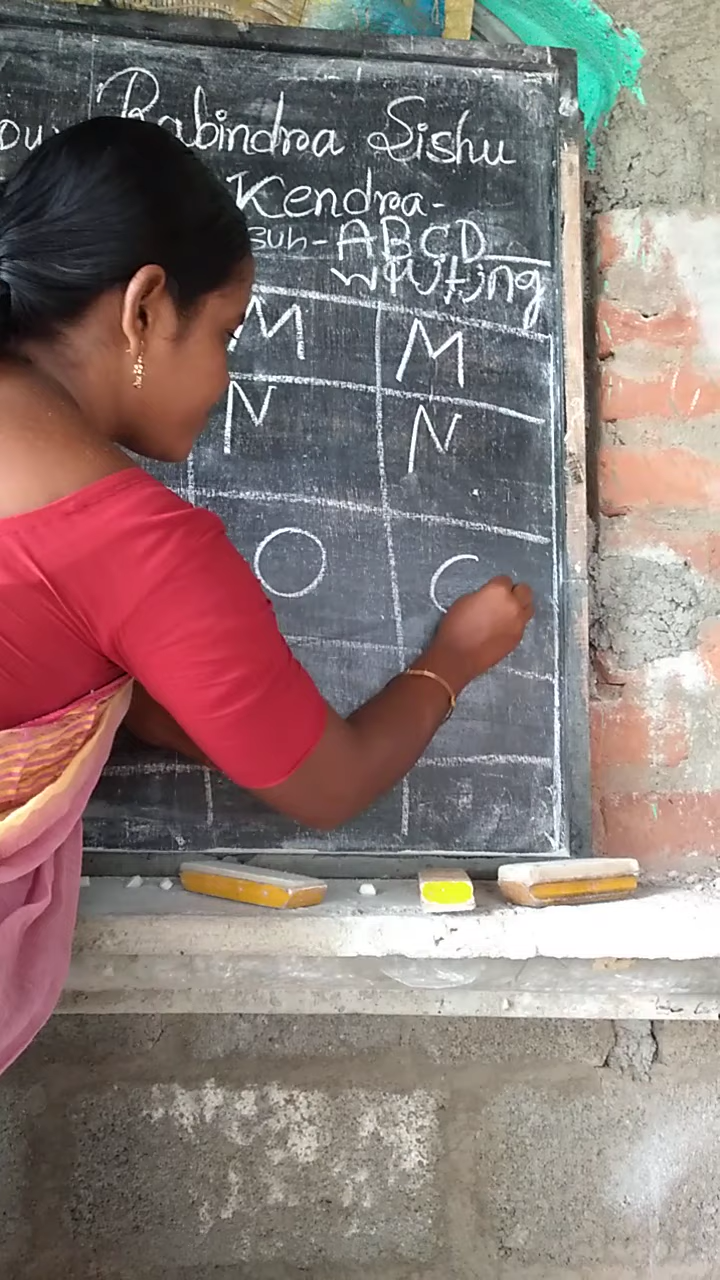 Rabindra Sishu
Kendra-
sub- ABCD
writing
M M
N N
O